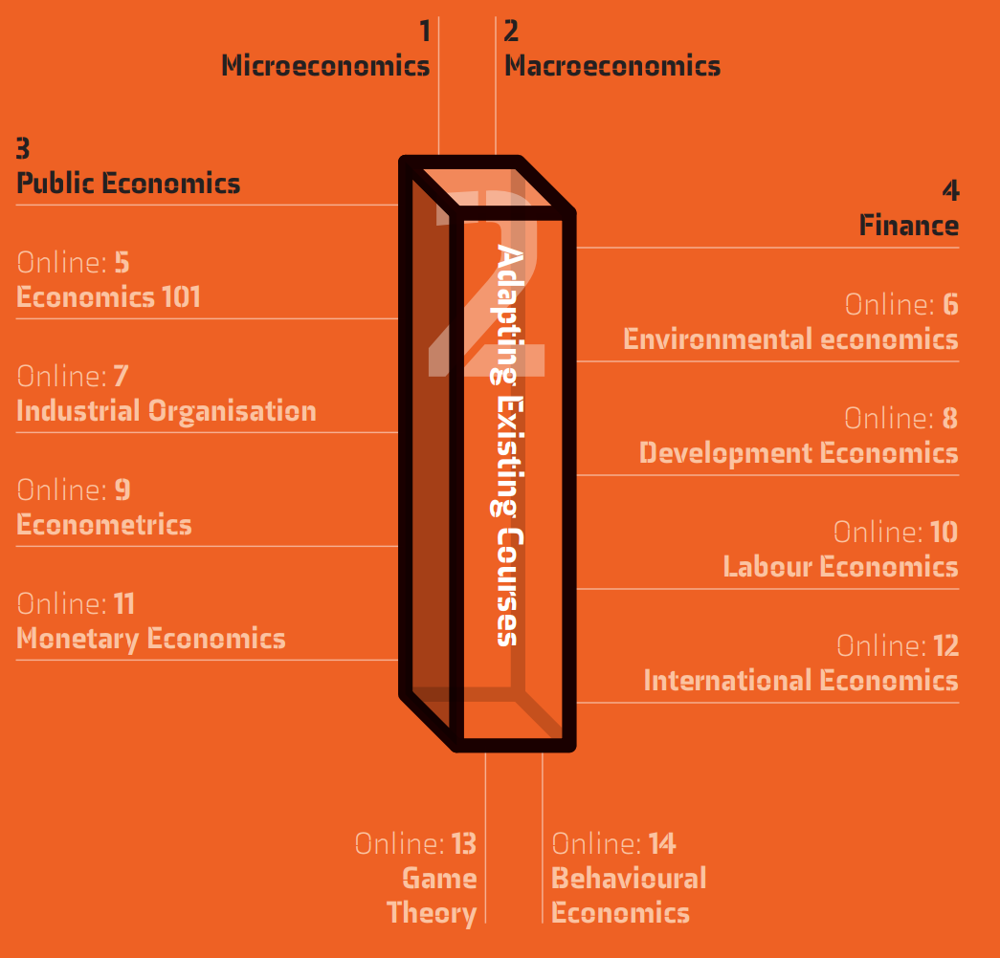 1
Microeconomics
2
Macroeconomics
3
Public Economics
4
Finance
Online: 5
Economics 101
Online: 6
Environmental economics
Online: 7
Industrial Organisation
Online: 8
Development Economics
Online: 9
Econometrics
Online: 10
Labour Economics
Online: 11
Monetary Economics
Online: 12
International Economics
2
Adapting Existing Courses
Online: 13
Game
Theory
Online: 14
Behavioural
Economics